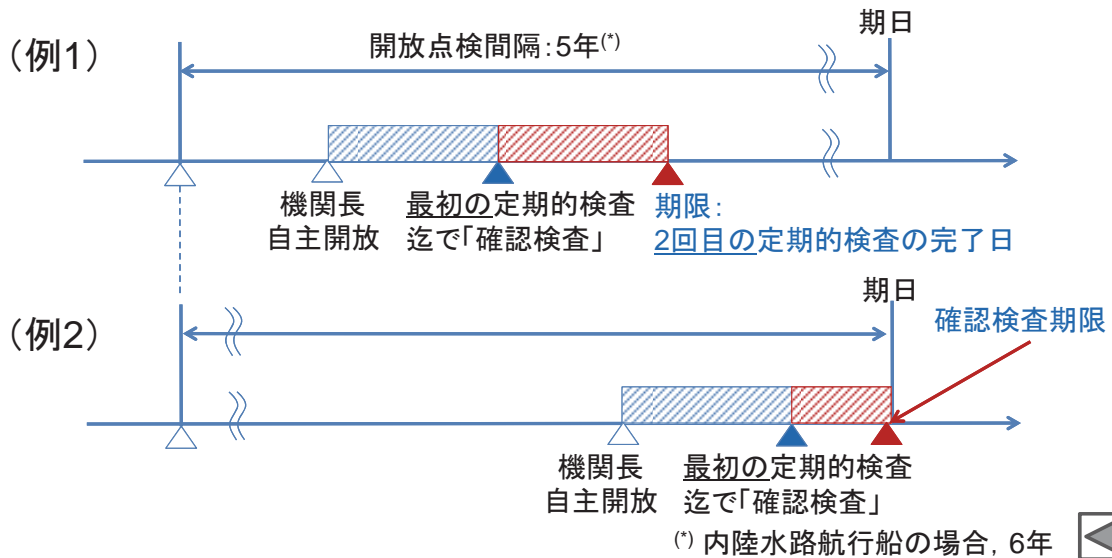 期日
(例1)
開放点検間隔:5年(*)
機関長
自主開放
最初の定期的検査
迄で「確認検査」
期限:
2回目の定期的検査の完了日
期日
(例2)
確認検査期限
機関長
自主開放
最初の定期的検査
迄で「確認検査」
(*) 内陸水路航行船の場合, 6年